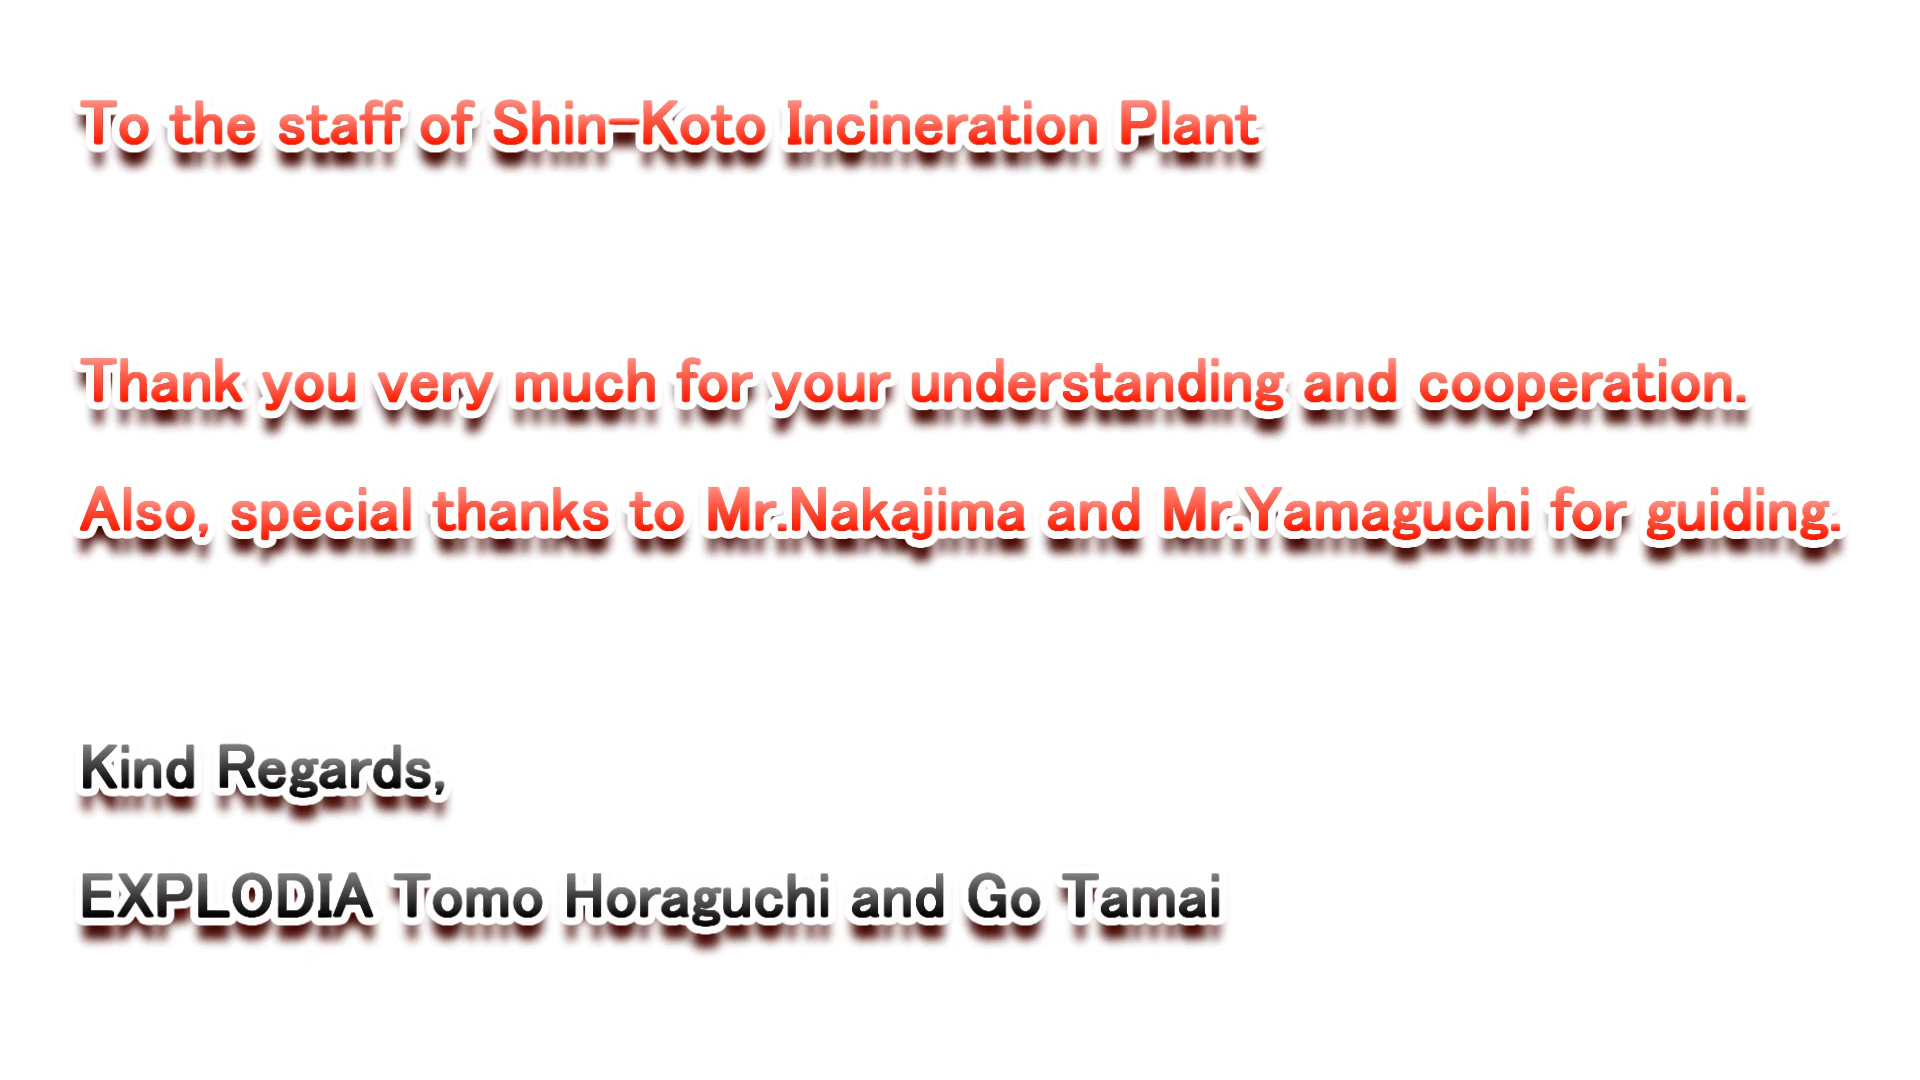 To the staff of Shin-Koto Incineration Plant
Thank you very much for your understanding and cooperation.
Also, special thanks to Mr.Nakajima and Mr.Yamaguchi for guiding.
Kind Regards,
EXPLODIA Tomo Horaguchi and Go Tamai